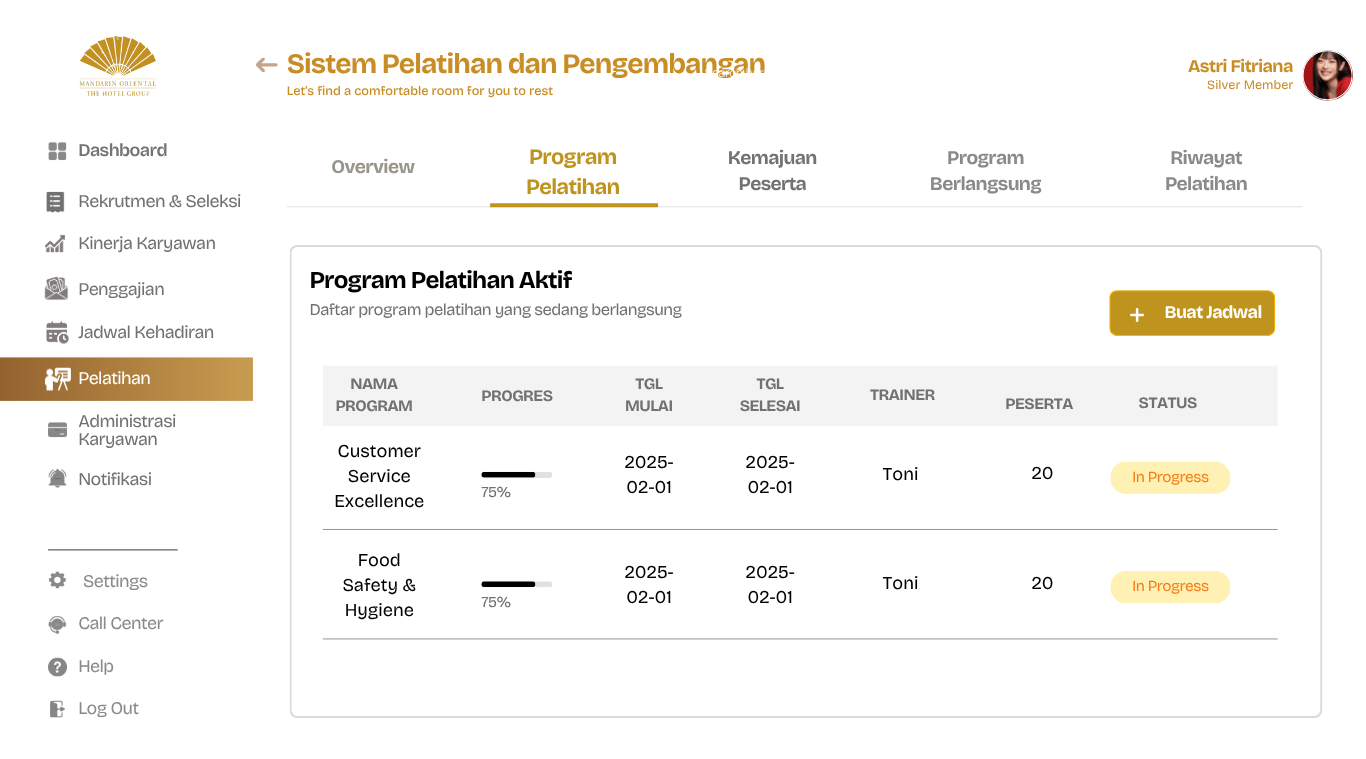 MANDARIN ORIENTAL
THE HOTEL GROUP
Sistem Pelatihan dan Pengembangan
Let's find a comfortable room for you to rest
Astri Fitriana
Silver Member
Dashboard
Rekrutmen & Seleksi
Kinerja Karyawan
Penggajian
Jadwal Kehadiran
Pelatihan
Administrasi
Karyawan
Notifikasi
Settings
Call Center
Help
Log Out
Overview
Program
Pelatihan
Kemajuan
Peserta
Program
Berlangsung
Riwayat
Pelatihan
Program Pelatihan Aktif
Daftar program pelatihan yang sedang berlangsung
+ Buat Jadwal
NAMA
PROGRAM
PROGRES
TGL
MULAI
TGL
SELESAI
TRAINER
PESERTA
STATUS
Customer
Service
Excellence
75%
2025-
02-01
2025-
02-01
Toni
20
In Progress
Food
Safety &
Hygiene
75%
2025-
02-01
2025-
02-01
Toni
20
In Progress